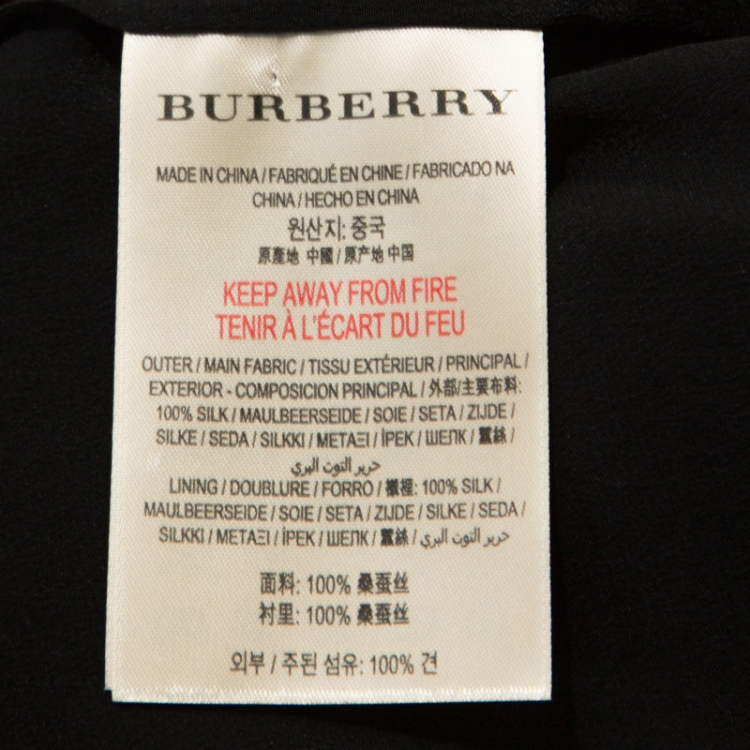 BURBERRY
MADE IN CHINA / FABRIQUÉ EN CHINE / FABRICADO NA
CHINA / HECHO EN CHINA
원산지: 중국
原產地 中國 / 原产地 中国
KEEP AWAY FROM FIRE
TENIR À L'ÉCART DU FEU
OUTER / MAIN FABRIC / TISSU EXTÉRIEUR / PRINCIPAL /
EXTERIOR - COMPOSICION PRINCIPAL / 外部/主要布料:
100% SILK / MAULBEERSEIDE / SOIE / SETA / ZIJDE /
SILKE / SEDA / SILKKI / ΜΕΤΑΞΙ / İPEK / ШЕЛК / 蠶絲 /
حرير التوت البري
LINING / DOUBLURE / FORRO / 襯裡: 100% SILK /
MAULBEERSEIDE / SOIE / SETA / ZIJDE / SILKE / SEDA /
SILKKI / ΜΕΤΑΞΙ / İPEK / ШЕЛК / 蠶絲 / حرير التوت البري
面料: 100% 桑蚕丝
衬里: 100% 桑蚕丝
외부 / 주된 섬유: 100% 견